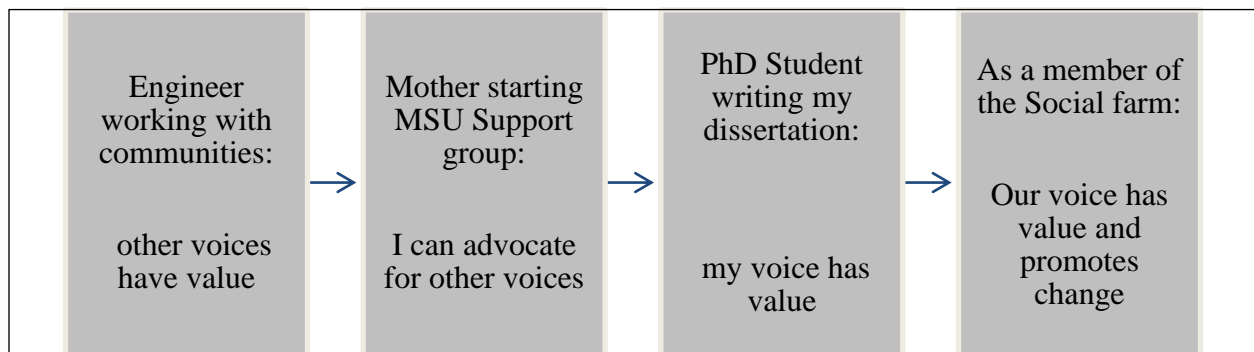 Engineer
working with
communities:
other voices
have value
Mother starting
MSU Support
group:
I can advocate
for other voices
PhD Student
writing my
dissertation:
my voice has
value
As a member of
the Social farm:
Our voice has
value and
promotes
change